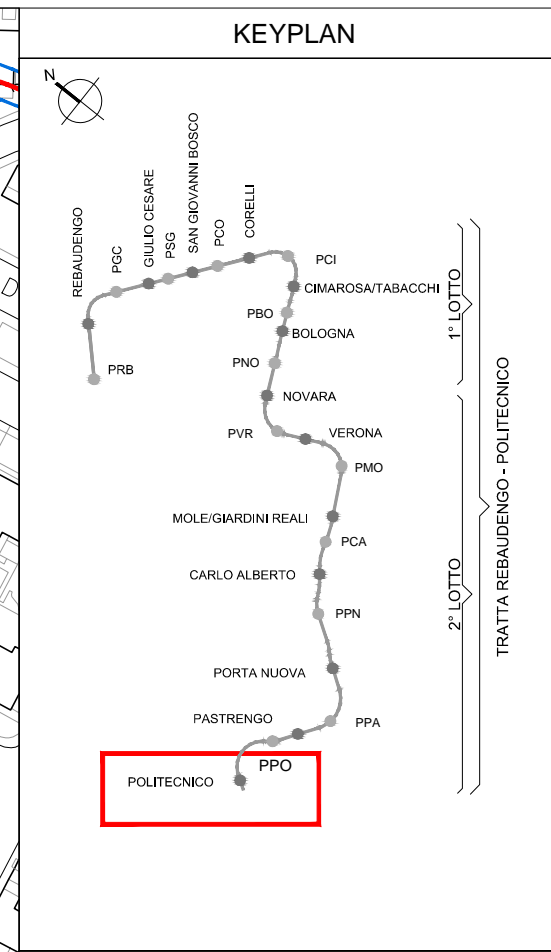 KEYPLAN
N
REBAUDENGO
PGC
GIULIO CESARE
PSG
SAN GIOVANNI BOSCO
PCO
CORELLI
PCI
CIMAROSA/TABACCHI
PBO
BOLOGNA
PNO
PRB
NOVARA
PVR
VERONA
PMO
MOLE/GIARDINI REALI
PCA
CARLO ALBERTO
PPN
PORTA NUOVA
PASTRENGO
PPA
PPO
POLITECNICO
1° LOTTO
2° LOTTO
TRATTA REBAUDENGO - POLITECNICO